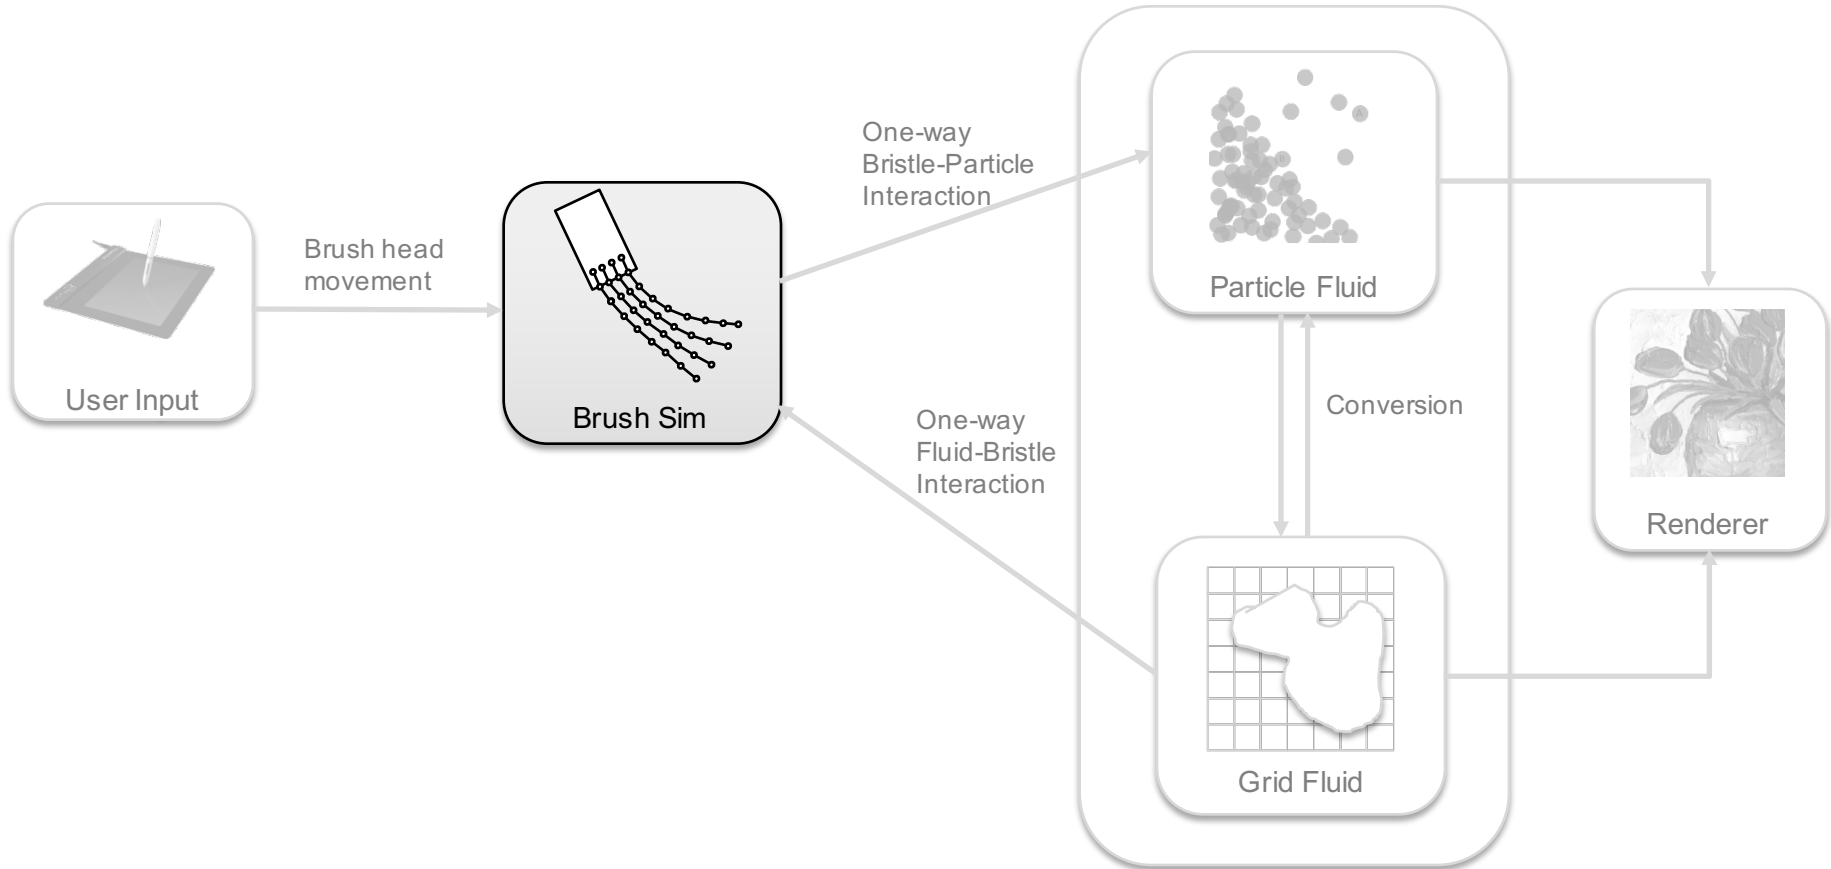 One-way
Bristle-Particle
Interaction
A
B
Particle Fluid
Brush head
movement
User Input
Brush Sim
One-way
Fluid-Bristle
Interaction
Conversion
Renderer
Grid Fluid